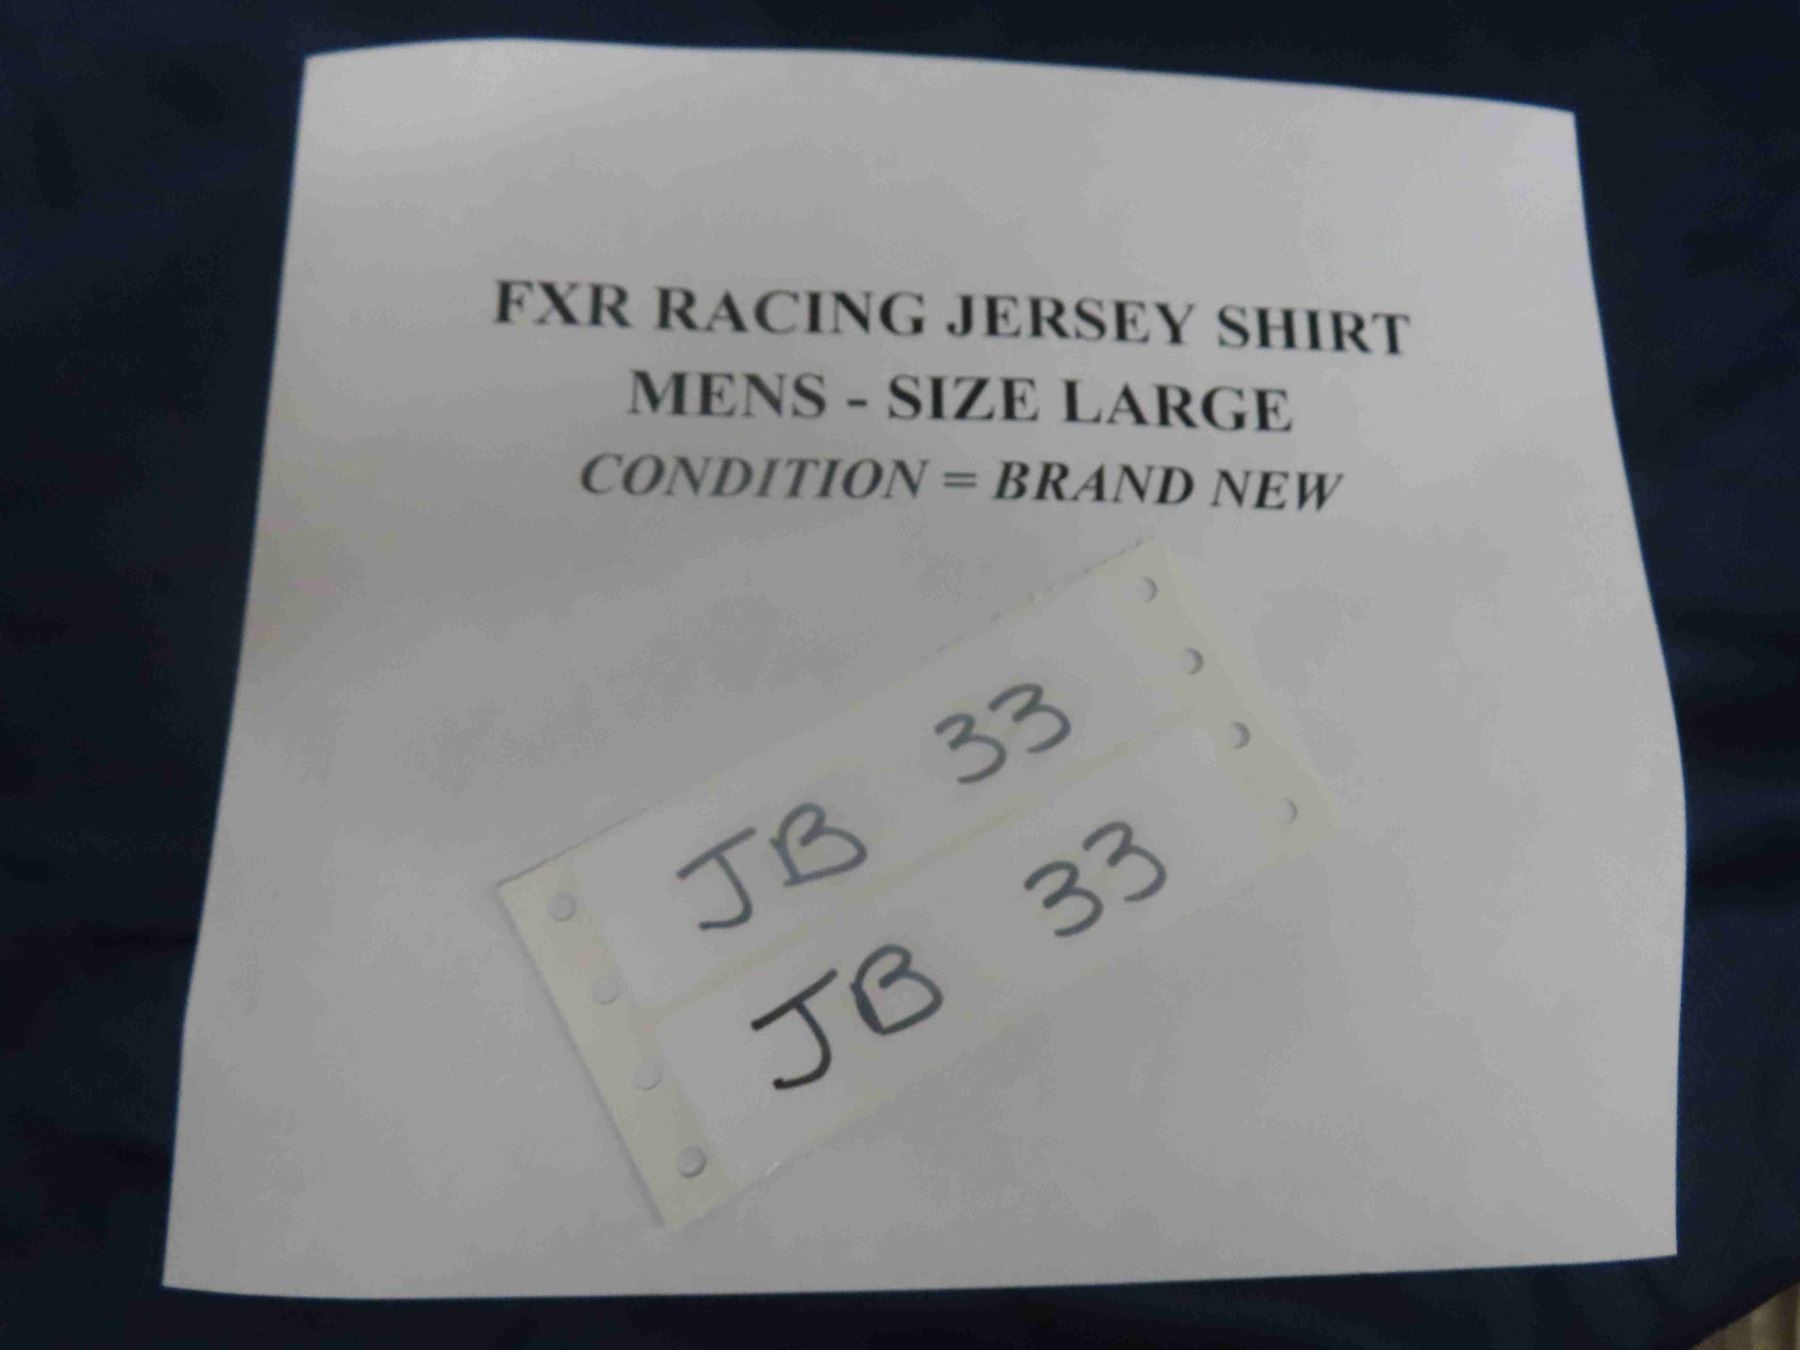 FXR RACING JERSEY SHIRT
MENS - SIZE LARGE
CONDITION = BRAND NEW
JB 33
JB 33